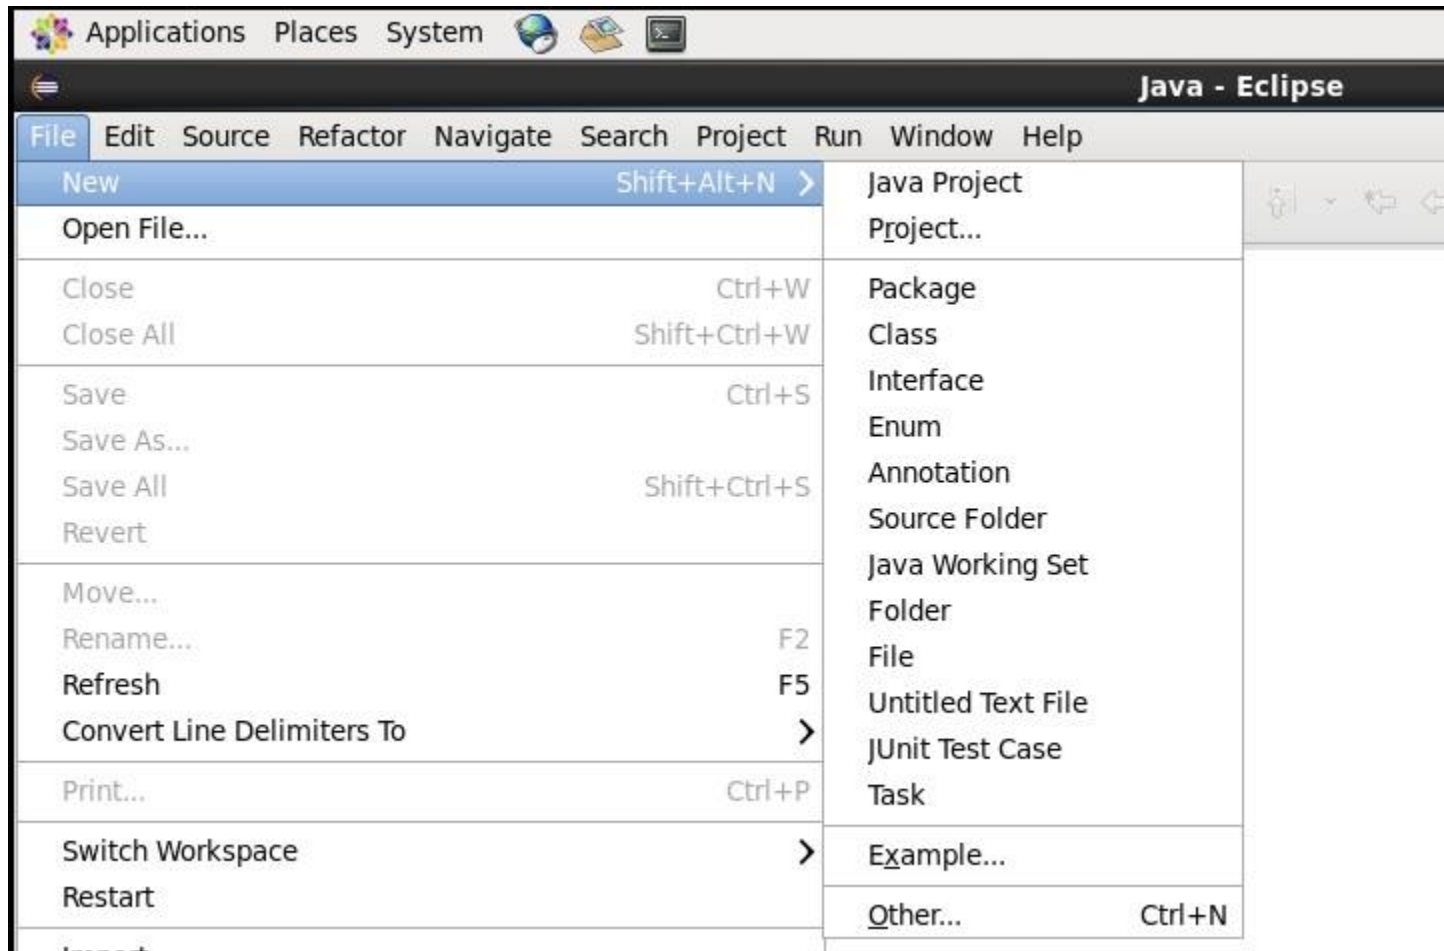 Applications Places System
Java - Eclipse
File Edit Source Refactor Navigate Search Project Run Window Help
New Shift+Alt+N
Open File...
Close Ctrl+W
Close All Shift+Ctrl+W
Save Ctrl+S
Save As...
Save All Shift+Ctrl+S
Revert
Move...
Rename... F2
Refresh F5
Convert Line Delimiters To
Print... Ctrl+P
Switch Workspace
Restart
Java Project
Project...
Package
Class
Interface
Enum
Annotation
Source Folder
Java Working Set
Folder
File
Untitled Text File
JUnit Test Case
Task
Example...
Other... Ctrl+N